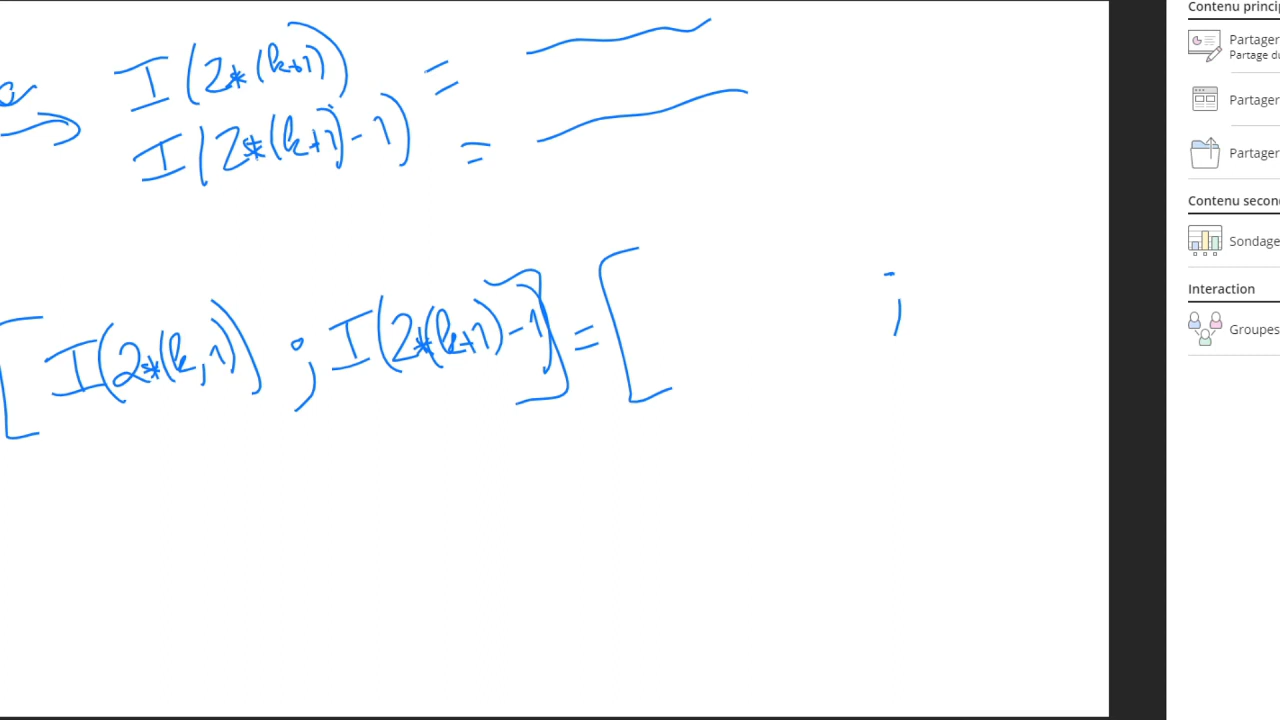 I(2*(k+1)) =
I(2*(k+1)-1) =
[I(2*(k,1)) ; I(2*(k+1)-1] = [ ;
Contenu princi
Partager
Partage du
Partager
Partager
Contenu secon
Sondage
Interaction
Groupes